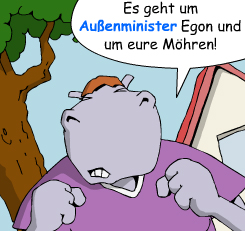 Es geht um
Außenminister Egon und
um eure Möhren!